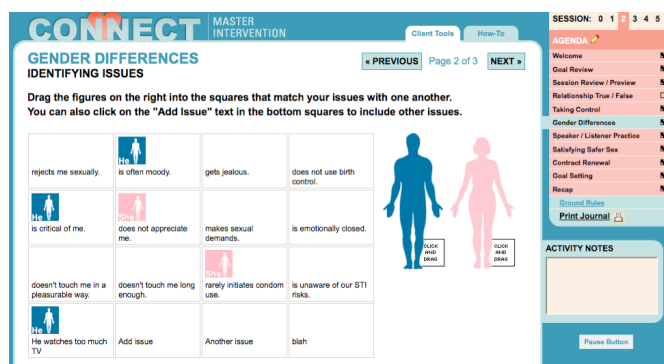 CONNECT
MASTER
INTERVENTION
Client Tools
How-To
GENDER DIFFERENCES
IDENTIFYING ISSUES
« PREVIOUS Page 2 of 3 NEXT »
Drag the figures on the right into the squares that match your issues with one another.
You can also click on the "Add Issue" text in the bottom squares to include other issues.
rejects me sexually.
He
is often moody.
gets jealous.
does not use birth
control.
He
is critical of me.
She
does not appreciate
me.
makes sexual
demands.
is emotionally closed.
doesn't touch me in a
pleasurable way.
doesn't touch me long
enough.
She
rarely initiates condom
use.
is unaware of our STI
risks.
He
He watches too much
TV
Add issue
Another issue
blah
CLICK
AND
DRAG
CLICK
AND
DRAG
SESSION: 0 1 2 3 4 5
AGENDA
Welcome
Goal Review
Session Review / Preview
Relationship True / False
Taking Control
Gender Differences
Speaker / Listener Practice
Satisfying Safer Sex
Contract Renewal
Goal Setting
Recap
Ground Rules
Print Journal
ACTIVITY NOTES
Pause Button